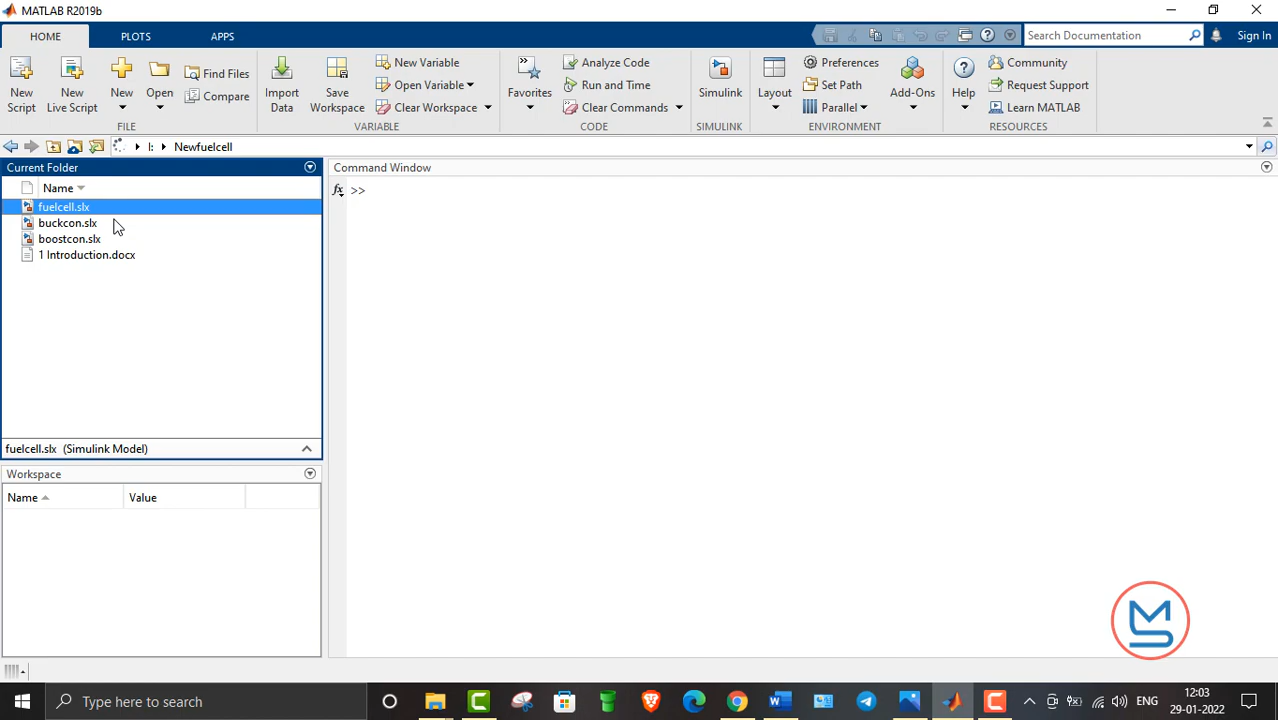 MATLAB R2019b
HOME PLOTS APPS
Search Documentation
Sign In
New Script
New Live Script
New
Open
Find Files
Compare
FILE
Import Data
Save Workspace
New Variable
Open Variable
Clear Workspace
VARIABLE
Favorites
Analyze Code
Run and Time
Clear Commands
CODE
Simulink
SIMULINK
Layout
Preferences
Set Path
Parallel
ENVIRONMENT
Add-Ons
Help
Community
Request Support
Learn MATLAB
RESOURCES
I: Newfuelcell
Current Folder
Name
fuelcell.slx
buckcon.slx
boostcon.slx
1 Introduction.docx
fuelcell.slx (Simulink Model)
Workspace
Name Value
Command Window
fx >>
Type here to search
ENG
12:03
29-01-2022